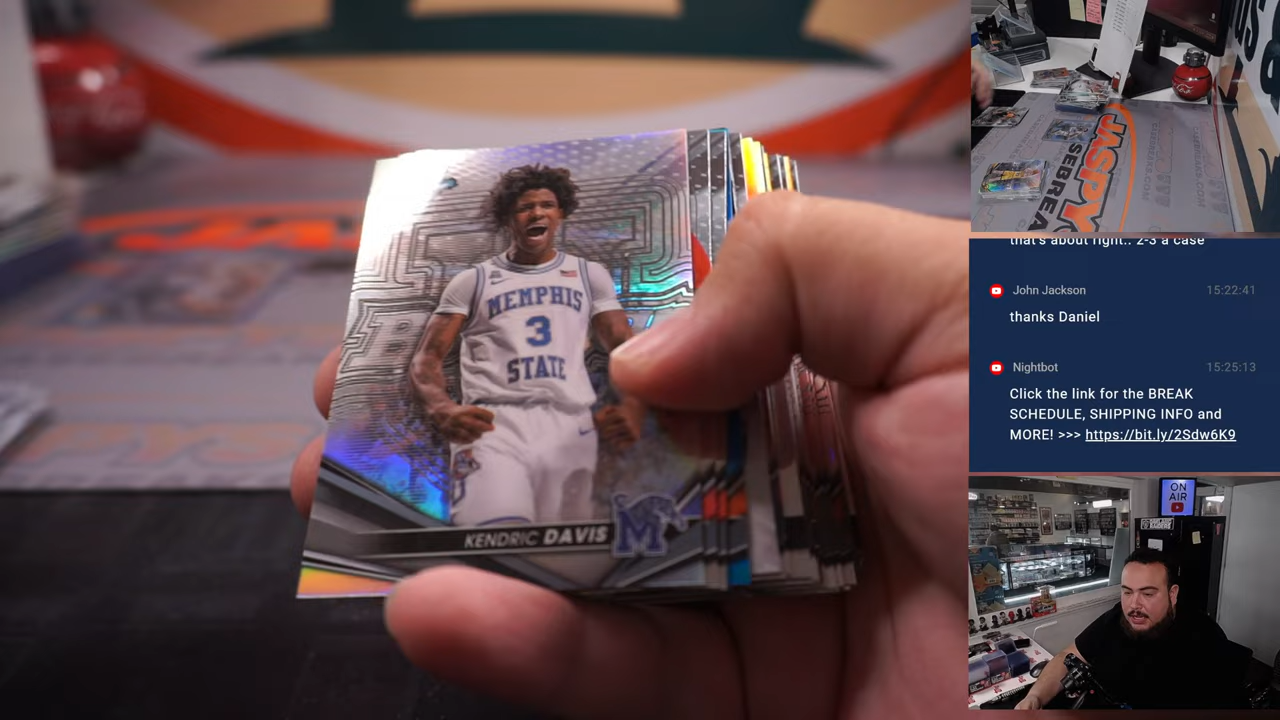 MEMPHIS
3
STATE
KENDRIC DAVIS
M
JASPY
CASEBREA
that's about right.. 2-3 a case
John Jackson 15:22:41
thanks Daniel
Nightbot 15:25:13
Click the link for the BREAK
SCHEDULE, SHIPPING INFO and
MORE! >>> https://bit.ly/2Sdw6K9
ON
AIR